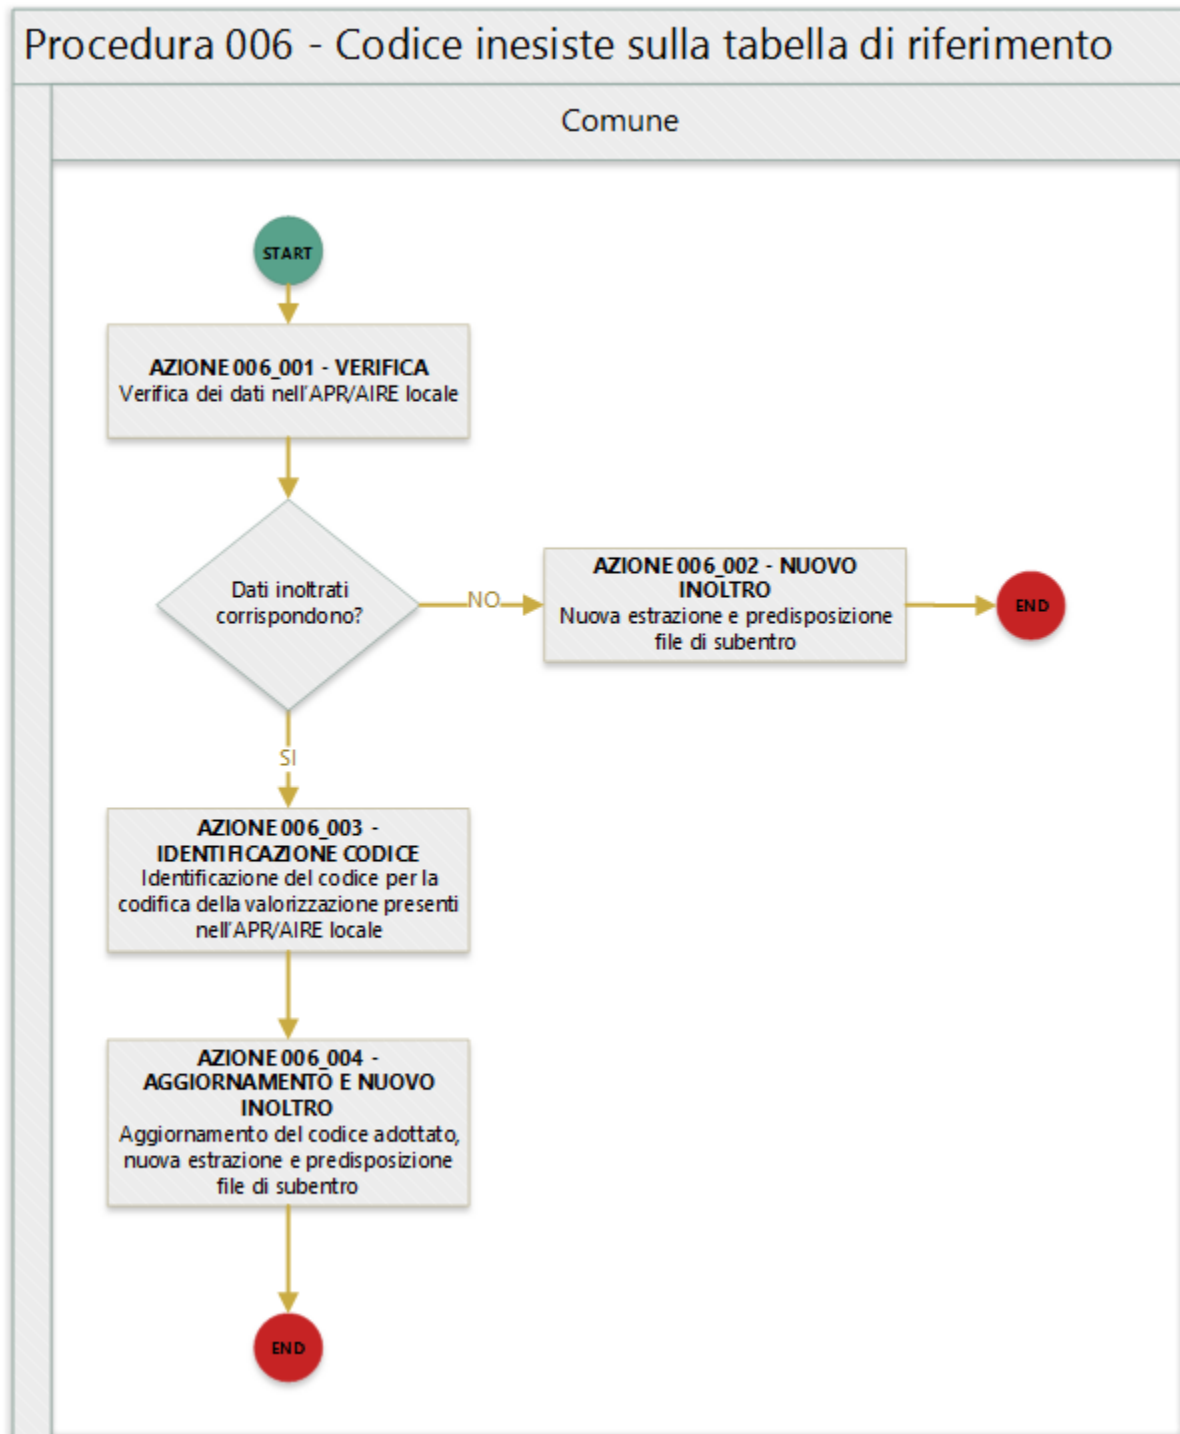 Procedura 006 - Codice inesiste sulla tabella di riferimento
Comune
START
AZIONE 006_001 - VERIFICA
Verifica dei dati nell'APR/AIRE locale
Dati inoltrati
corrispondono?
NO
AZIONE 006_002 - NUOVO
INOLTRO
Nuova estrazione e predisposizione
file di subentro
END
SI
AZIONE 006_003 -
IDENTIFICAZIONE CODICE
Identificazione del codice per la
codifica della valorizzazione presenti
nell'APR/AIRE locale
AZIONE 006_004 -
AGGIORNAMENTO E NUOVO
INOLTRO
Aggiornamento del codice adottato,
nuova estrazione e predisposizione
file di subentro
END